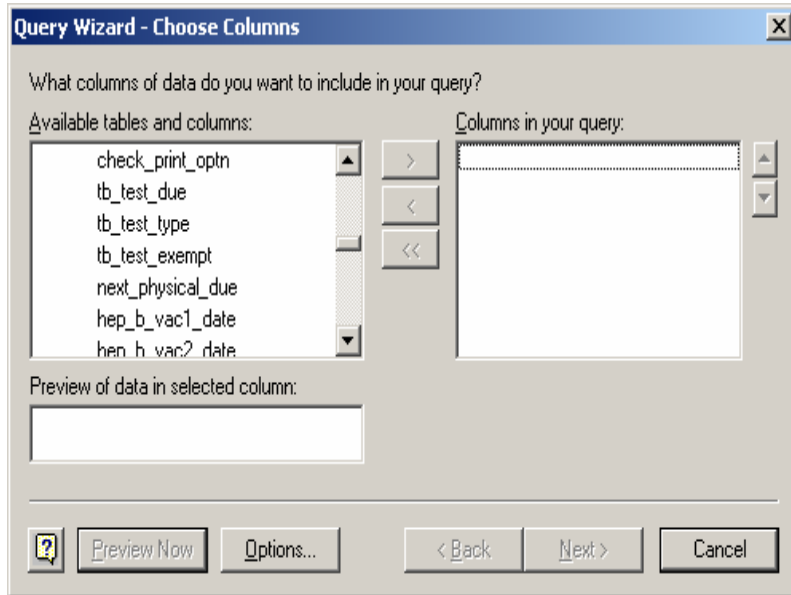 Query Wizard - Choose Columns
What columns of data do you want to include in your query?
Available tables and columns:
Columns in your query:
check_print_optn
tb_test_due
tb_test_type
tb_test_exempt
next_physical_due
hep_b_vac1_date
hep_b_vac2_date
>
<
<<
Preview of data in selected column:
Preview Now
Options...
< Back
Next >
Cancel